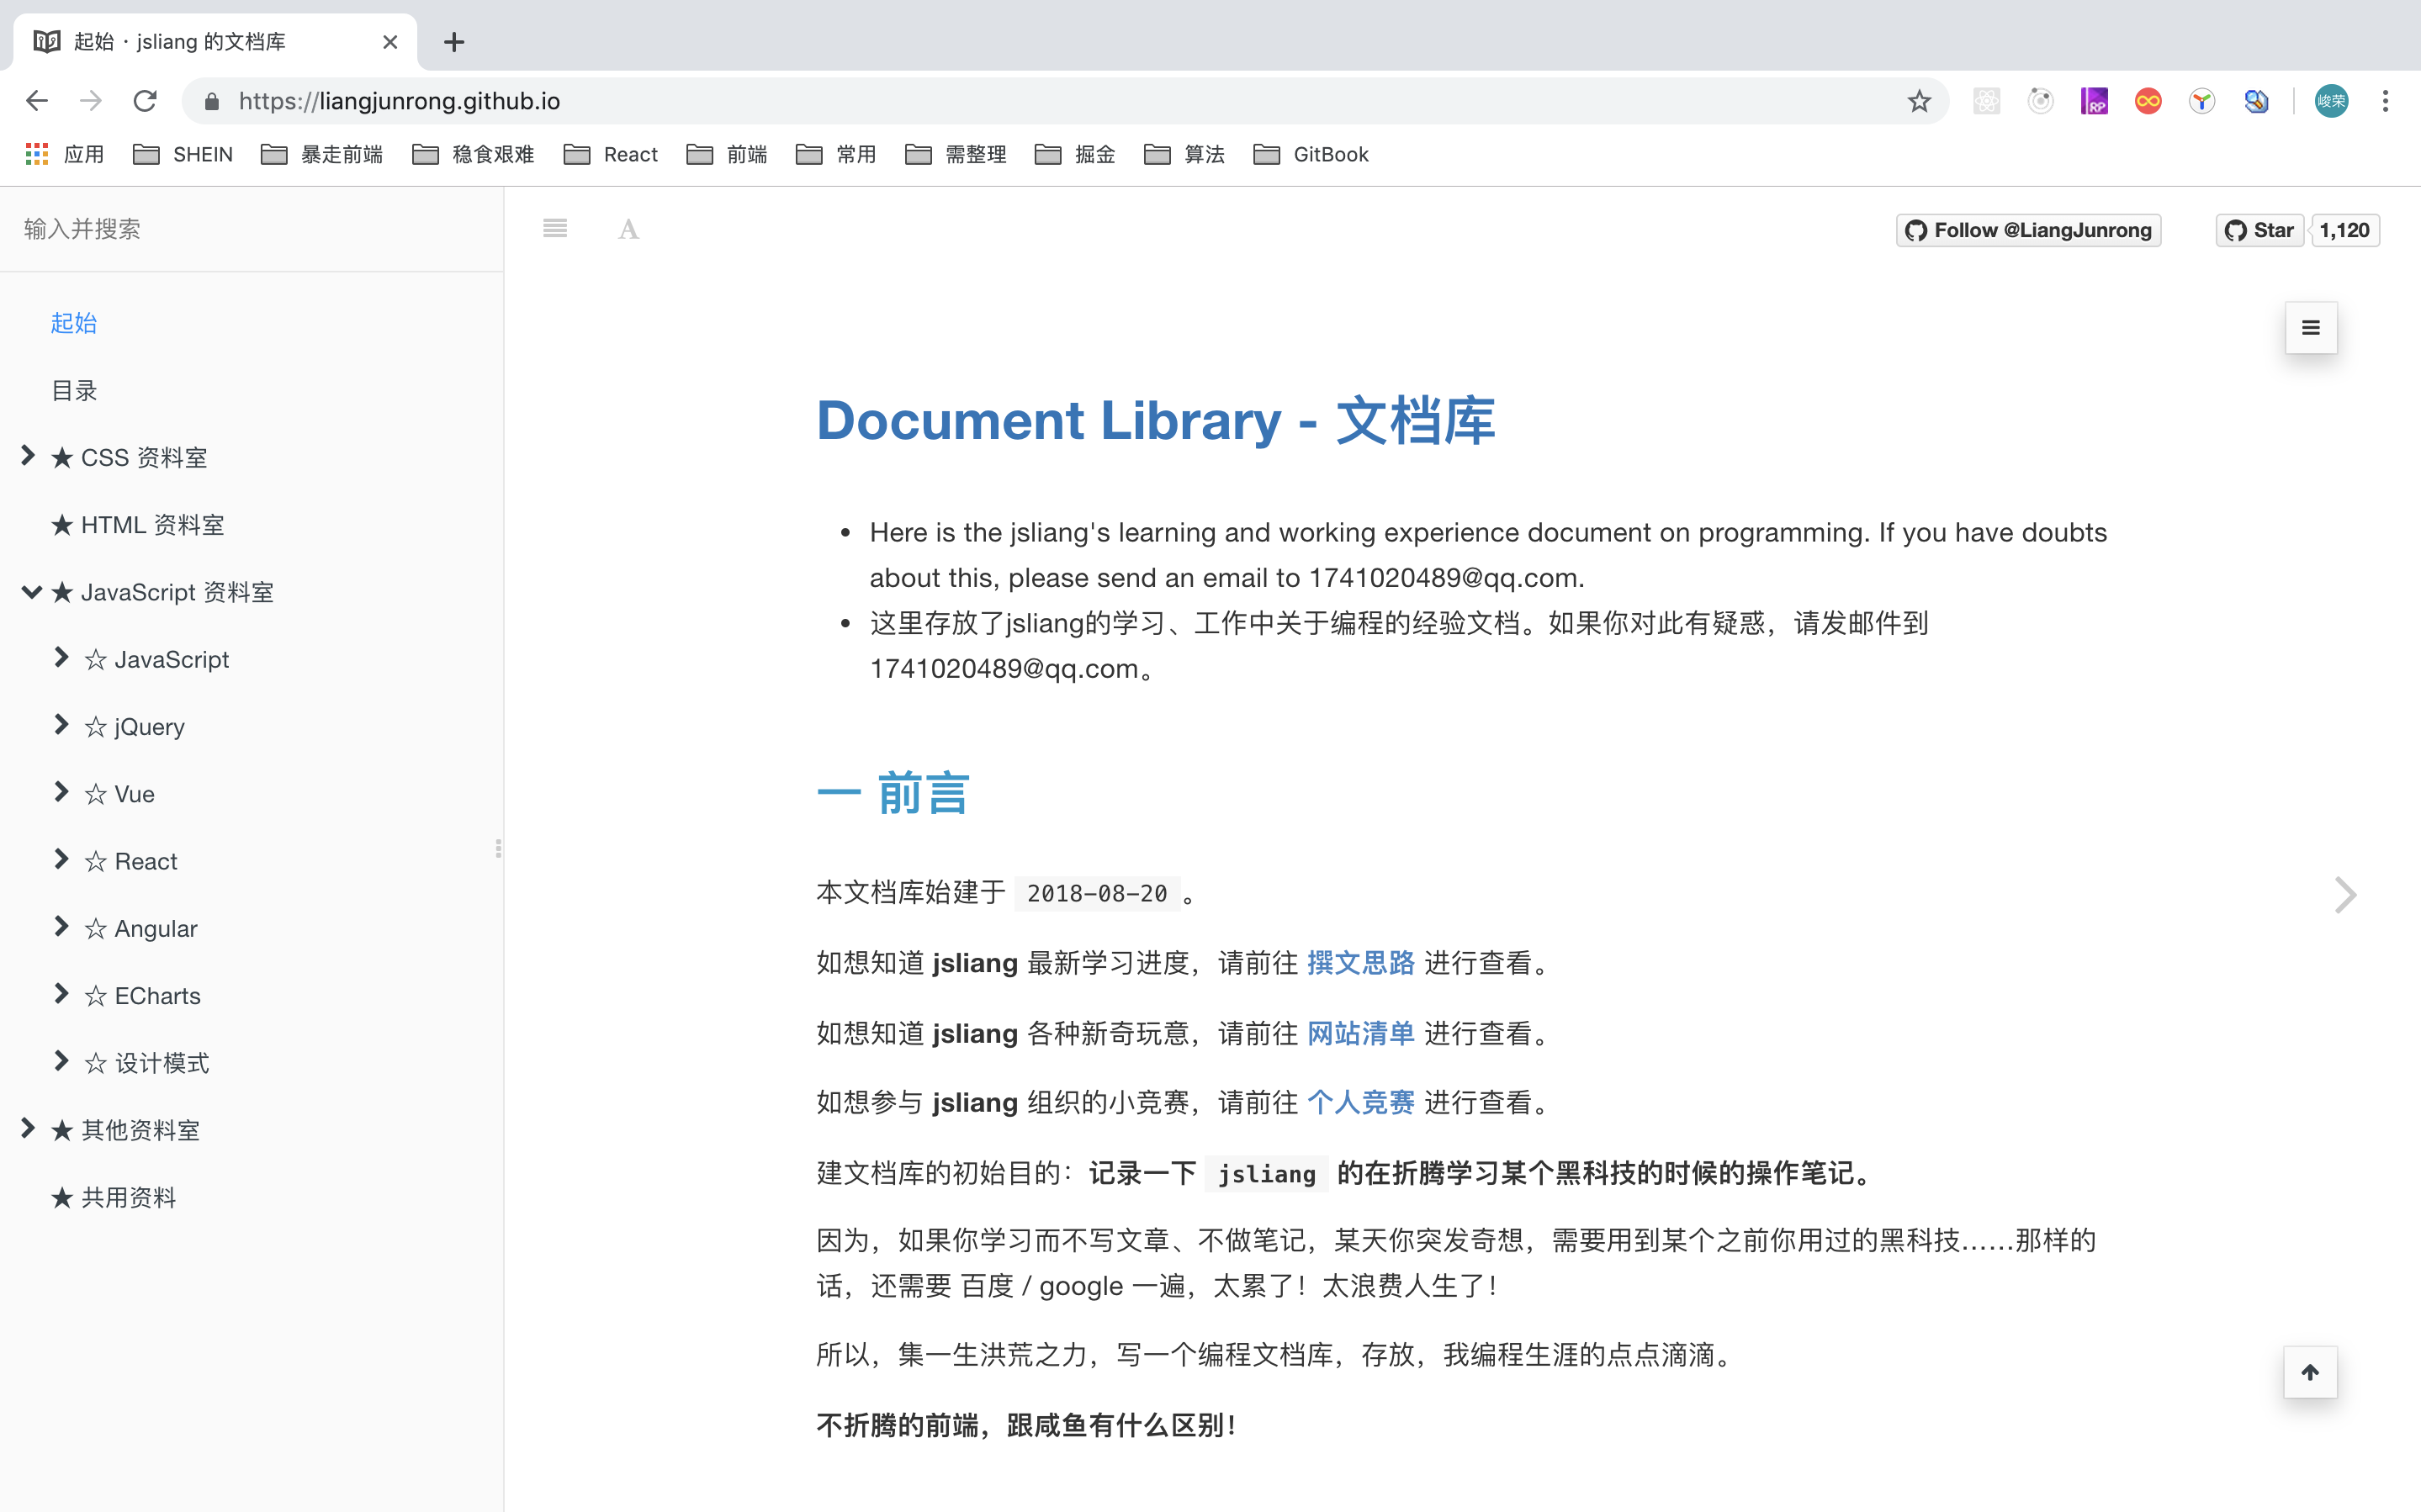 起始 · jsliang 的文档库
https://liangjunrong.github.io
RP
峻荣
应用 SHEIN 暴走前端 稳食艰难 React 前端 常用 需整理 掘金 算法 GitBook
输入并搜索
A
Follow @LiangJunrong Star 1,120
起始
目录
★ CSS 资料室
★ HTML 资料室
★ JavaScript 资料室
☆ JavaScript
☆ jQuery
☆ Vue
☆ React
☆ Angular
☆ ECharts
☆ 设计模式
★ 其他资料室
★ 共用资料
Document Library - 文档库
• Here is the jsliang's learning and working experience document on programming. If you have doubts
about this, please send an email to 1741020489@qq.com.
• 这里存放了jsliang的学习、工作中关于编程的经验文档。如果你对此有疑惑，请发邮件到
1741020489@qq.com。
一 前言
本文档库始建于 2018-08-20 。
如想知道 jsliang 最新学习进度，请前往 撰文思路 进行查看。
如想知道 jsliang 各种新奇玩意，请前往 网站清单 进行查看。
如想参与 jsliang 组织的小竞赛，请前往 个人竞赛 进行查看。
建文档库的初始目的：记录一下 jsliang 的在折腾学习某个黑科技的时候的操作笔记。
因为，如果你学习而不写文章、不做笔记，某天你突发奇想，需要用到某个之前你用过的黑科技……那样的
话，还需要 百度 / google 一遍，太累了！太浪费人生了！
所以，集一生洪荒之力，写一个编程文档库，存放，我编程生涯的点点滴滴。
不折腾的前端，跟咸鱼有什么区别！